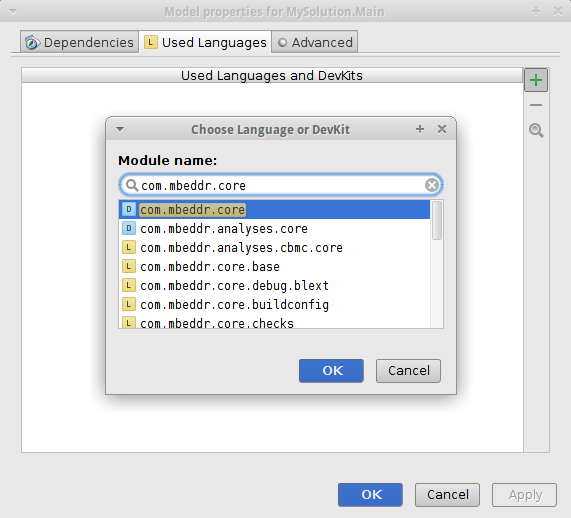 Model properties for MySolution.Main
Dependencies
L Used Languages
Advanced
Used Languages and DevKits
Choose Language or DevKit
Module name:
com.mbeddr.core
D com.mbeddr.core
D com.mbeddr.analyses.core
L com.mbeddr.analyses.cbmc.core
L com.mbeddr.core.base
L com.mbeddr.core.debug.blext
L com.mbeddr.core.buildconfig
L com.mbeddr.core.checks
OK Cancel
OK Cancel Apply